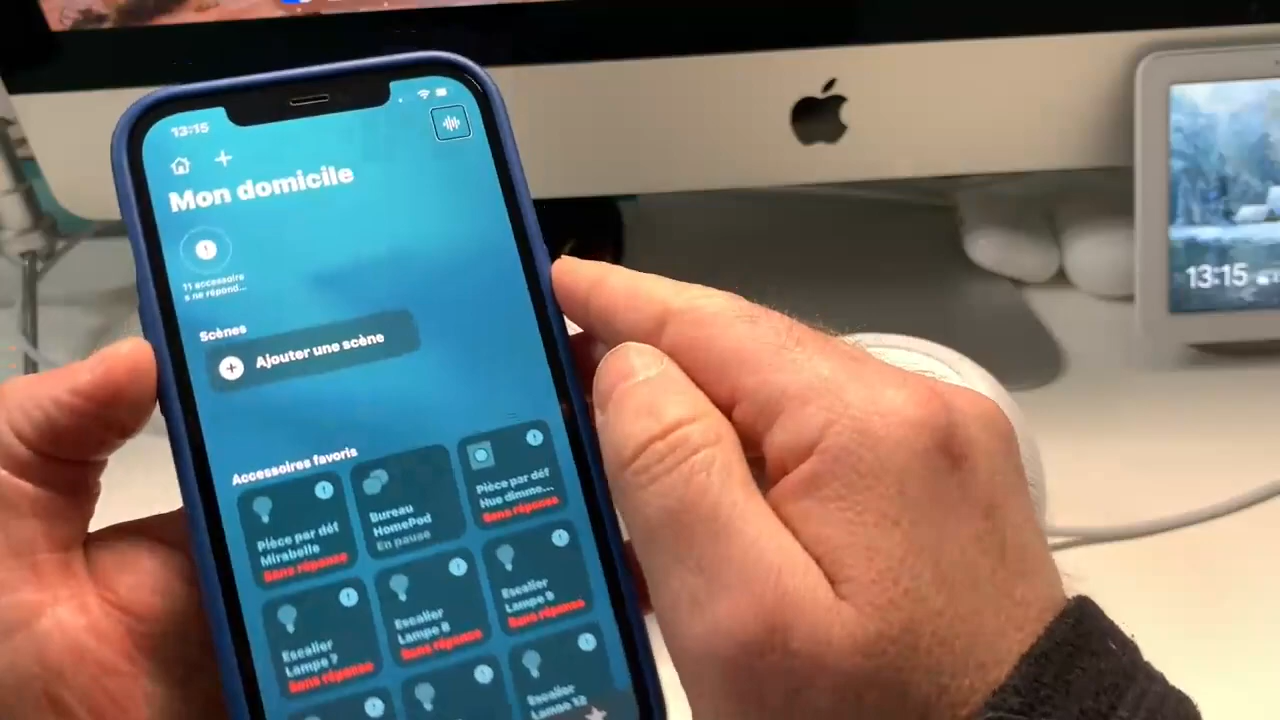 13:15
Mon domicile
11 accessoire
s ne répond...
Scènes
Ajouter une scène
Accessoires favoris
Pièce par déf
Mirabelle
Sans réponse
Bureau
HomePod
En pause
Pièce par déf
Hue dimme...
Sans réponse
Escalier
Lampe 7
Sans réponse
Escalier
Lampe 8
Sans réponse
Escalier
Lampe 9
Sans réponse
Escalier
Lampe 12
13:15